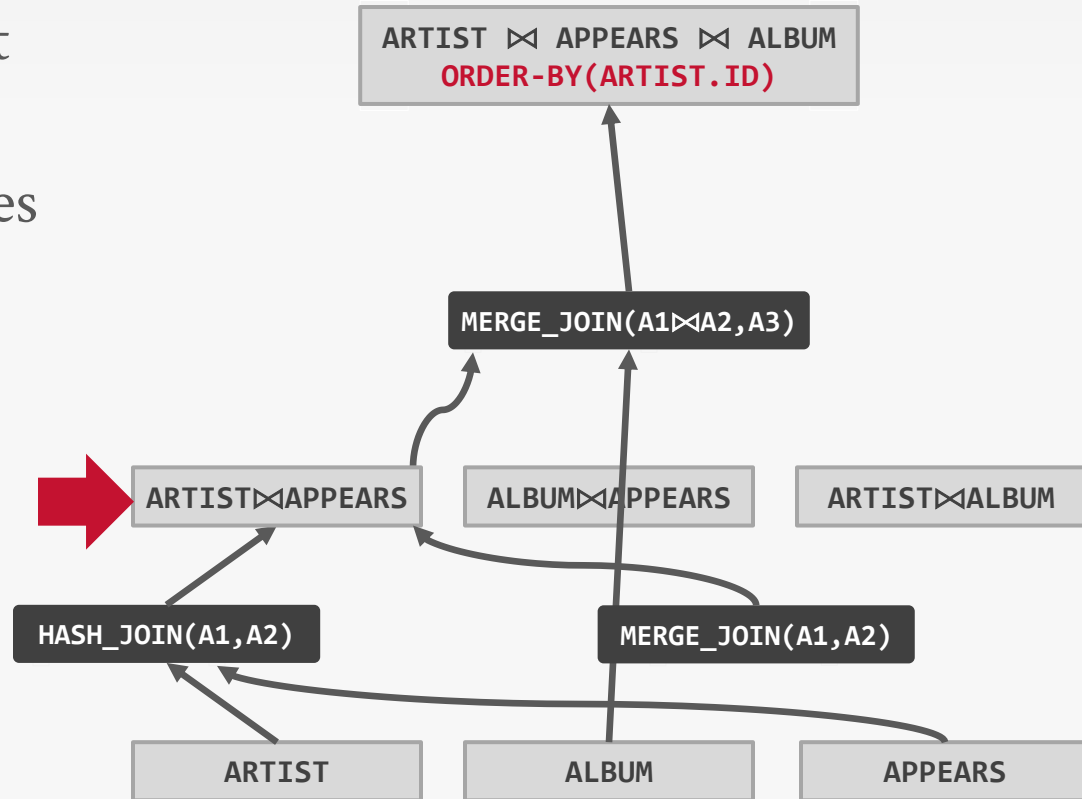 ARTIST ⋈ APPEARS ⋈ ALBUM
ORDER-BY(ARTIST.ID)
es
MERGE_JOIN(A1⋈A2,A3)
ARTIST⋈APPEARS
ALBUM⋈APPEARS
ARTIST⋈ALBUM
HASH_JOIN(A1,A2)
MERGE_JOIN(A1,A2)
ARTIST
ALBUM
APPEARS